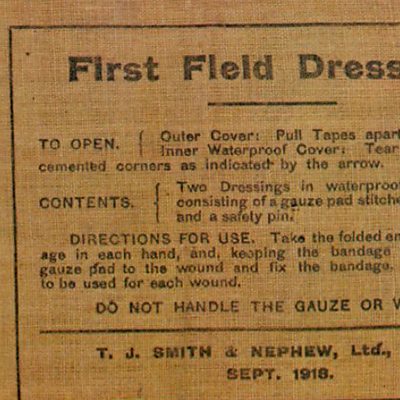 First Field Dress
TO OPEN. { Outer Cover: Pull Tapes apar
Inner Waterproof Cover: Tear
cemented corners as indicated by the arrow.
CONTENTS. { Two Dressings in waterproo
consisting of a gauze pad stitche
and a safety pin.
DIRECTIONS FOR USE. Take the folded en
age in each hand, and, keeping the bandage
gauze pad to the wound and fix the bandage.
to be used for each wound.
DO NOT HANDLE THE GAUZE OR W
T. J. SMITH & NEPHEW, Ltd.,
SEPT. 1918.